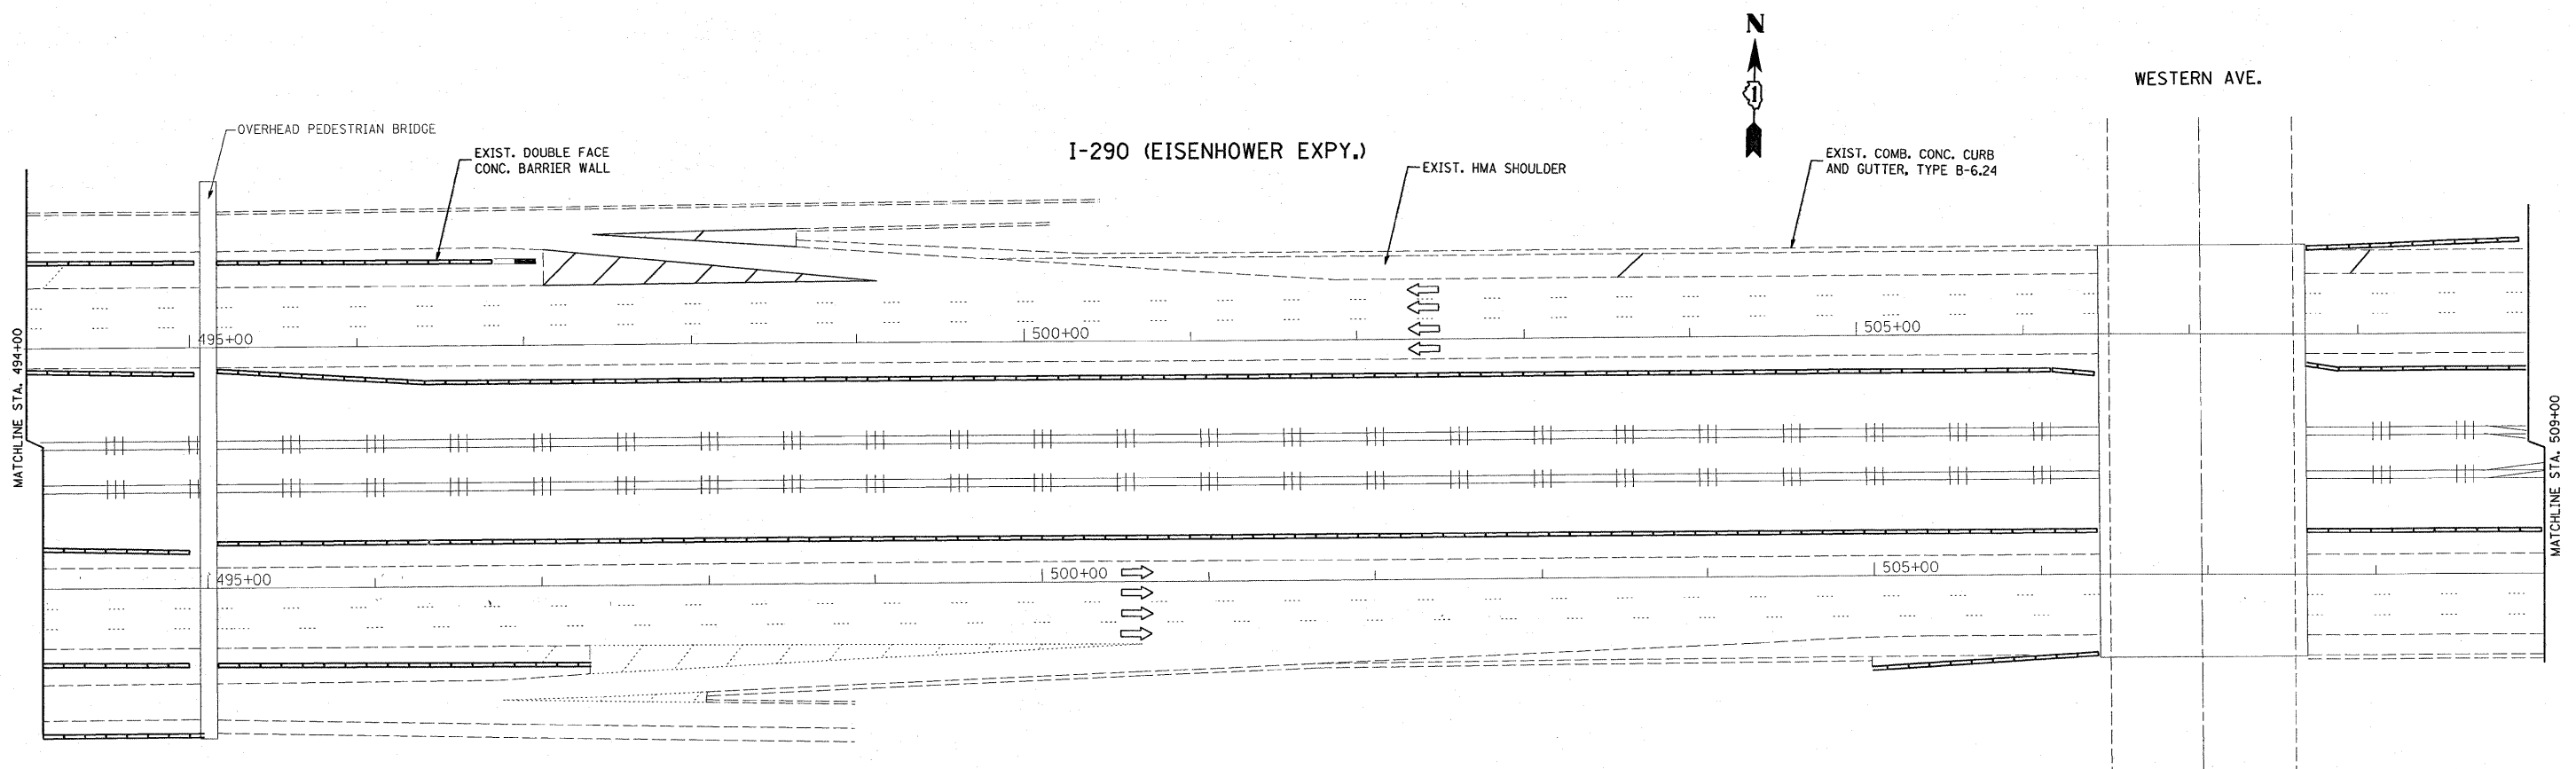 N
1
WESTERN AVE.
OVERHEAD PEDESTRIAN BRIDGE
EXIST. DOUBLE FACE
CONC. BARRIER WALL
I-290 (EISENHOWER EXPY.)
EXIST. HMA SHOULDER
EXIST. COMB. CONC. CURB
AND GUTTER, TYPE B-6.24
495+00
500+00
505+00
MATCHLINE STA. 494+00
MATCHLINE STA. 509+00
495+00
500+00
505+00